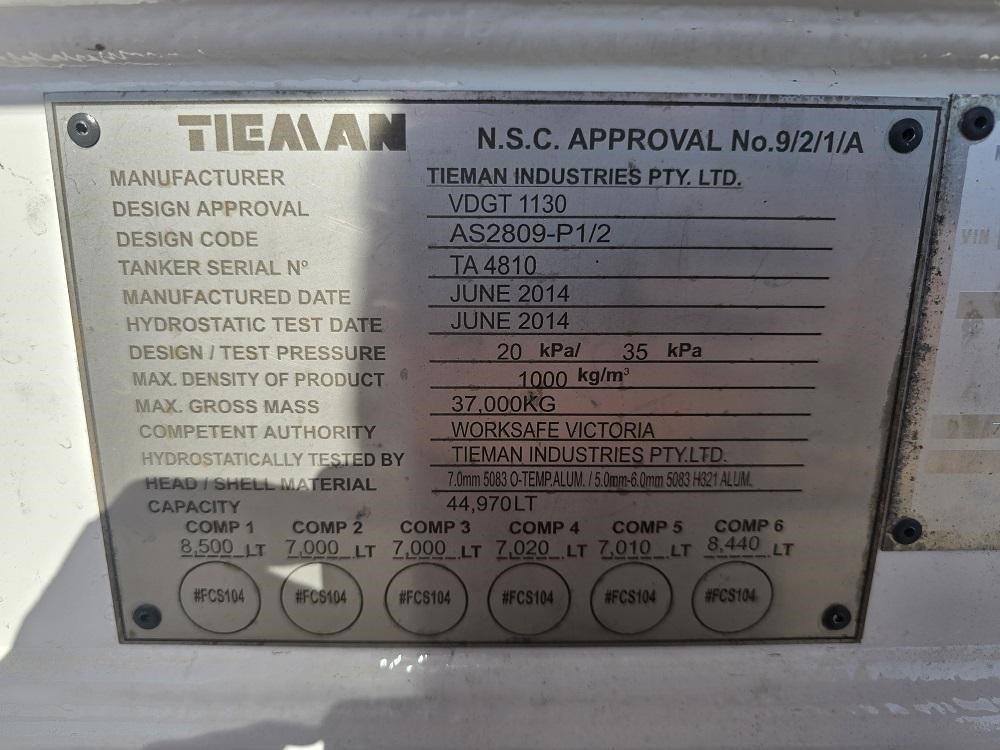 TIEMAN
N.S.C. APPROVAL No.9/2/1/A
MANUFACTURER TIEMAN INDUSTRIES PTY. LTD.
DESIGN APPROVAL VDGT 1130
DESIGN CODE AS2809-P1/2
TANKER SERIAL Nº TA 4810
MANUFACTURED DATE JUNE 2014
HYDROSTATIC TEST DATE JUNE 2014
DESIGN / TEST PRESSURE 20 kPa/ 35 kPa
MAX. DENSITY OF PRODUCT 1000 kg/m³
MAX. GROSS MASS 37,000KG
COMPETENT AUTHORITY WORKSAFE VICTORIA
HYDROSTATICALLY TESTED BY TIEMAN INDUSTRIES PTY.LTD.
HEAD / SHELL MATERIAL 7.0mm 5083 O-TEMP.ALUM. / 5.0mm-6.0mm 5083 H321 ALUM.
CAPACITY 44,970LT
COMP 1 COMP 2 COMP 3 COMP 4 COMP 5 COMP 6
8,500 LT 7,000 LT 7,000 LT 7,020 LT 7,010 LT 8,440 LT
#FCS104 #FCS104 #FCS104 #FCS104 #FCS104 #FCS104
VIN